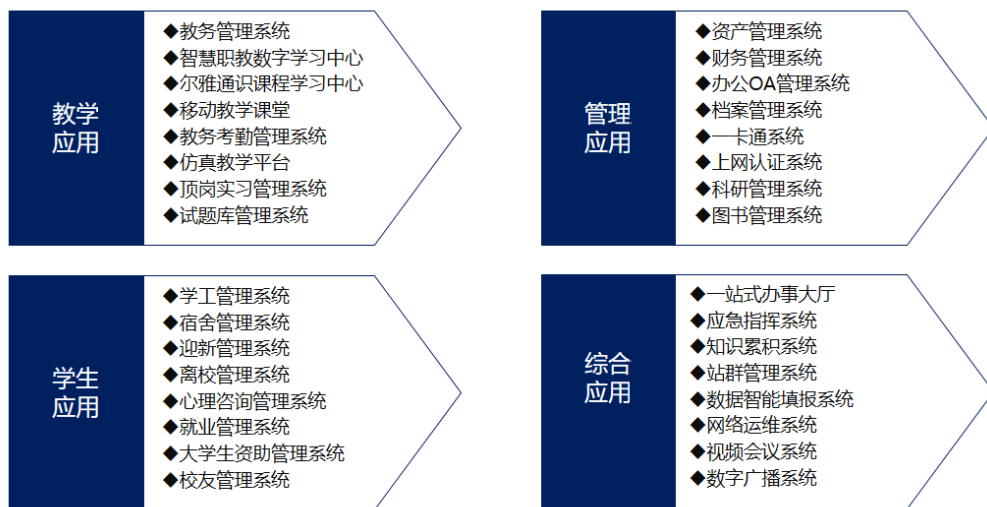 教学
应用
◆教务管理系统
◆智慧职教数字学习中心
◆尔雅通识课程学习中心
◆移动教学课堂
◆教务考勤管理系统
◆仿真教学平台
◆顶岗实习管理系统
◆试题库管理系统
管理
应用
◆资产管理系统
◆财务管理系统
◆办公OA管理系统
◆档案管理系统
◆一卡通系统
◆上网认证系统
◆科研管理系统
◆图书管理系统
学生
应用
◆学工管理系统
◆宿舍管理系统
◆迎新管理系统
◆离校管理系统
◆心理咨询管理系统
◆就业管理系统
◆大学生资助管理系统
◆校友管理系统
综合
应用
◆一站式办事大厅
◆应急指挥系统
◆知识累积系统
◆站群管理系统
◆数据智能填报系统
◆网络运维系统
◆视频会议系统
◆数字广播系统